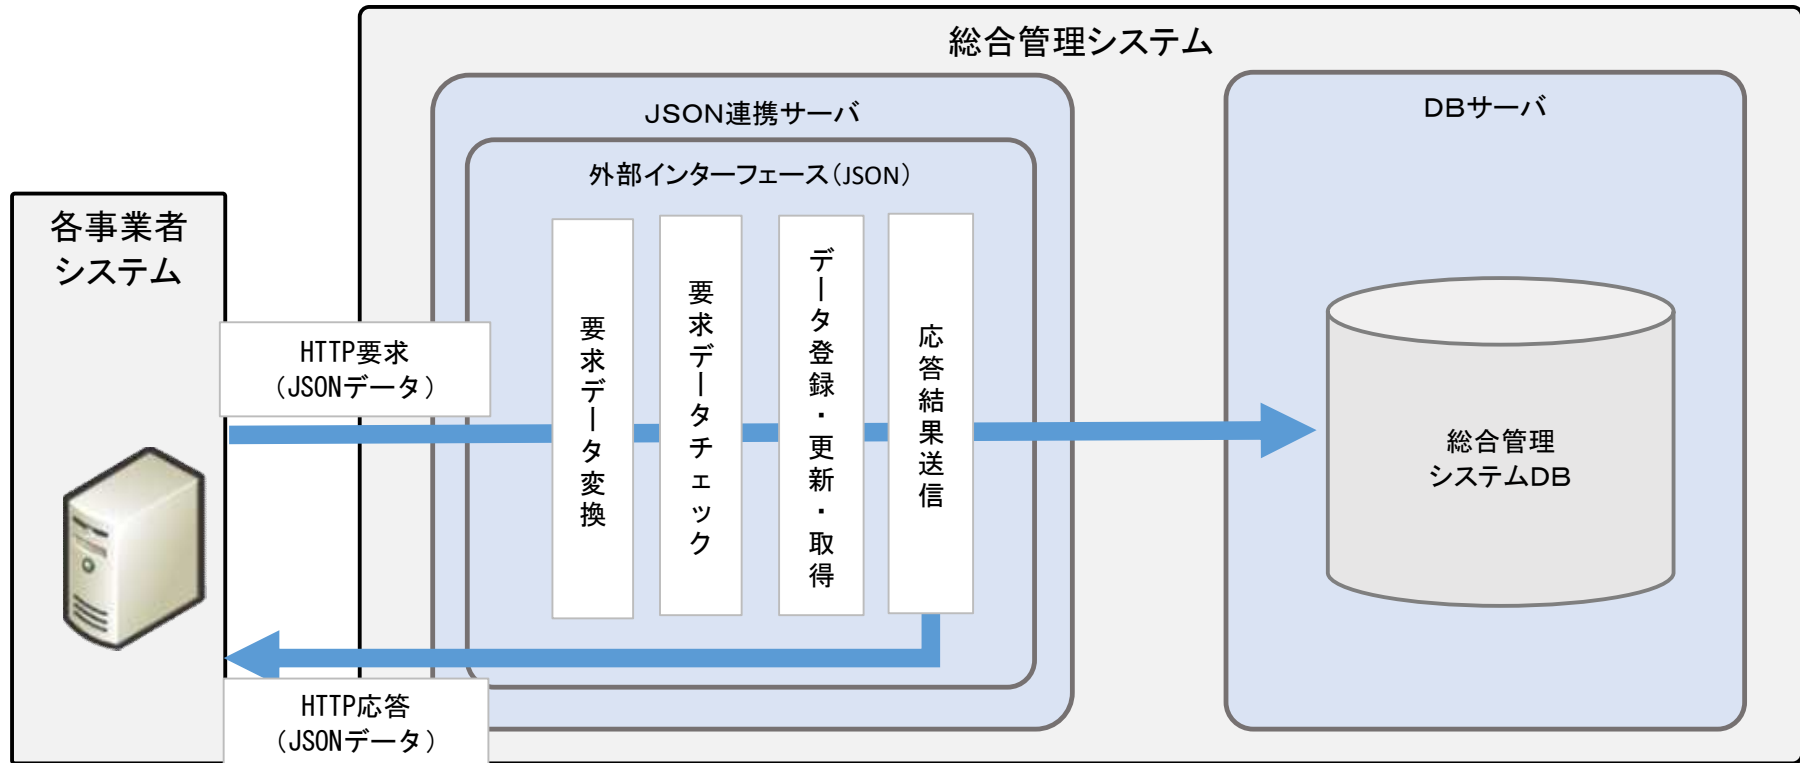 総合管理システム
JSON連携サーバ
DBサーバ
外部インターフェース(JSON)
各事業者
システム
HTTP要求
(JSONデータ)
要求データ変換
要求データチェック
データ登録・更新・取得
応答結果送信
総合管理
システムDB
HTTP応答
(JSONデータ)